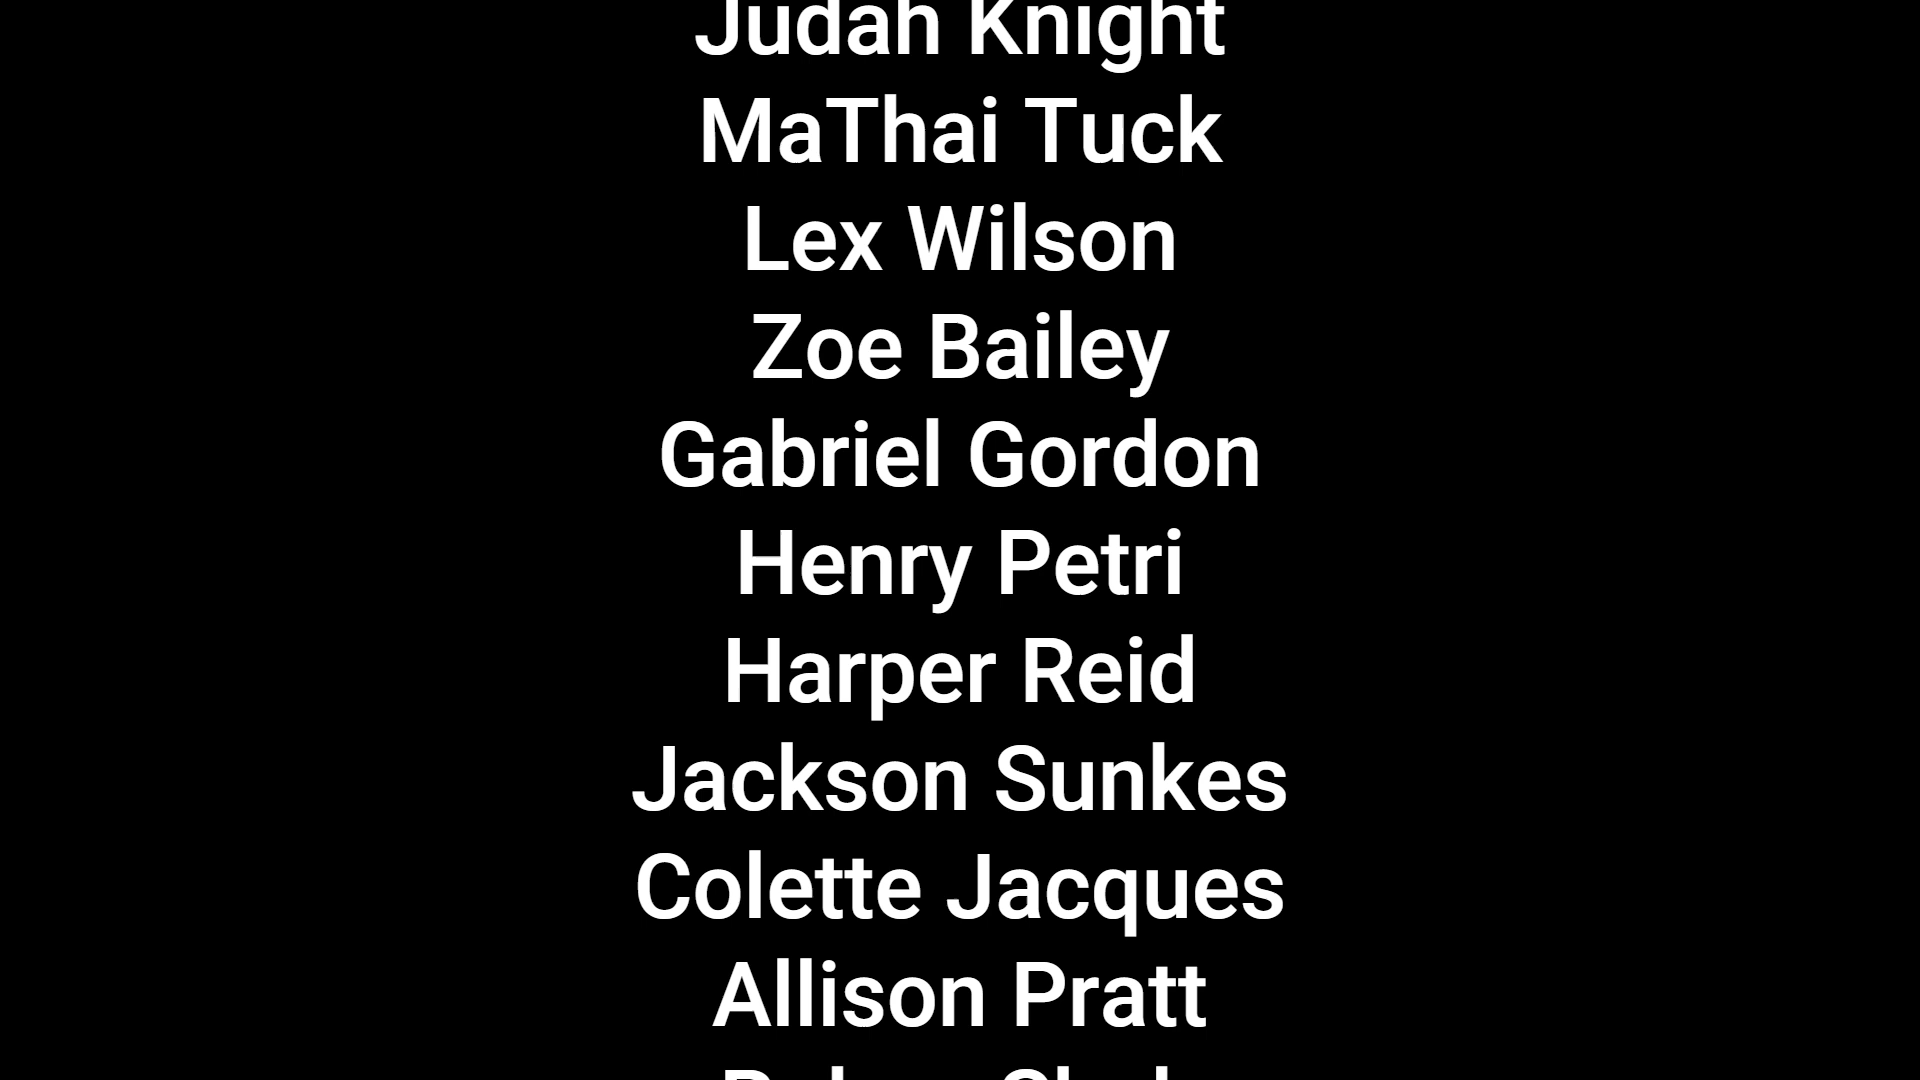 Judah Knight
MaThai Tuck
Lex Wilson
Zoe Bailey
Gabriel Gordon
Henry Petri
Harper Reid
Jackson Sunkes
Colette Jacques
Allison Pratt